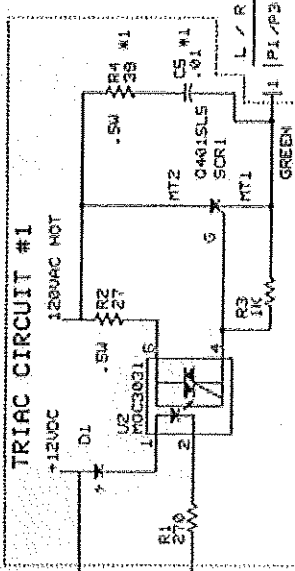 TRIAC CIRCUIT #1
+12VDC
120VAC HOT
D1
.5W
R2
27
.5W
R4
39
*1
C5
.01
*1
U2
MOC3031
1
2
6
4
MT2
Q4015L5
SCR1
G
MT1
R1
270
R3
1K
GREEN
L / R
1
P1/P3